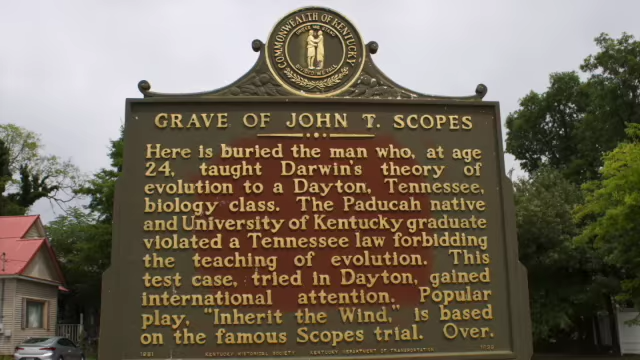 COMMONWEALTH OF KENTUCKY
GRAVE OF JOHN T. SCOPES
Here is buried the man who, at age
24, taught Darwin's theory of
evolution to a Dayton, Tennessee,
biology class. The Paducah native
and University of Kentucky graduate
violated a Tennessee law forbidding
the teaching of evolution. This
test case, tried in Dayton, gained
international attention. Popular
play, "Inherit the Wind," is based
on the famous Scopes trial. Over.
KENTUCKY HISTORICAL SOCIETY KENTUCKY DEPARTMENT OF TRANSPORTATION